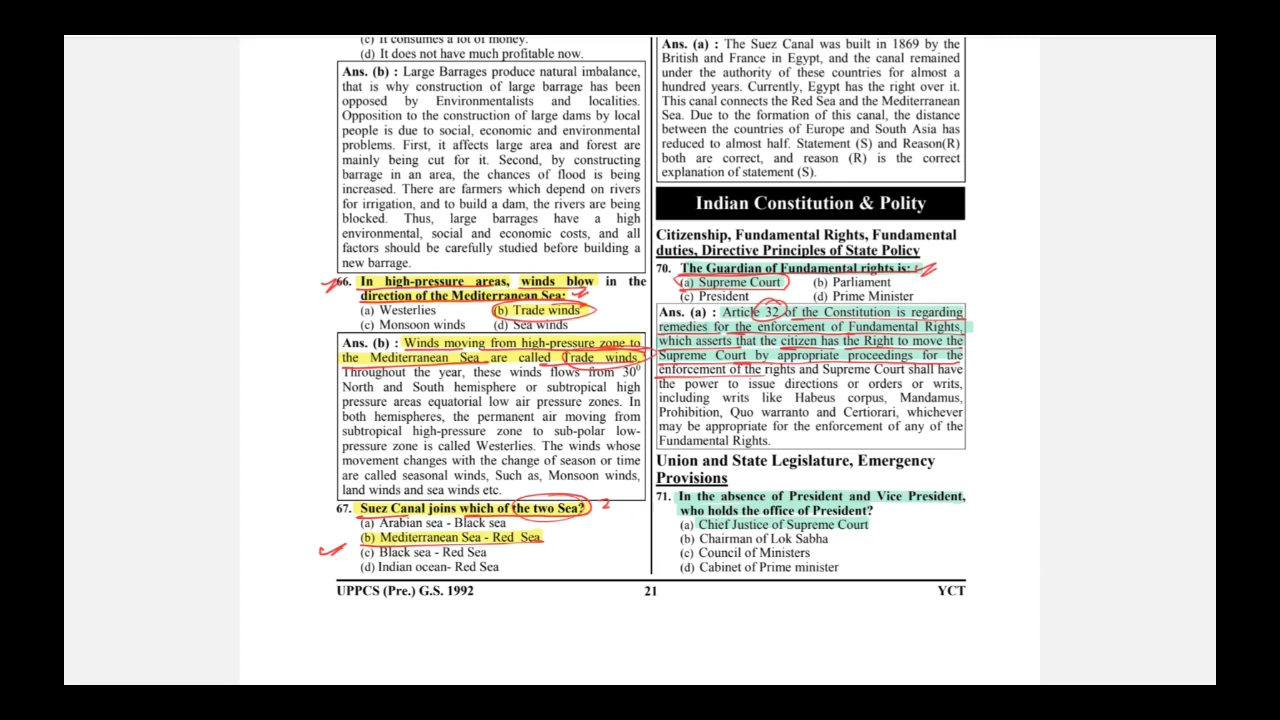 (c) It consumes a lot of money.
(d) It does not have much profitable now.
Ans. (b) : Large Barrages produce natural imbalance,
that is why construction of large barrage has been
opposed by Environmentalists and localities.
Opposition to the construction of large dams by local
people is due to social, economic and environmental
problems. First, it affects large area and forest are
mainly being cut for it. Second, by constructing
barrage in an area, the chances of flood is being
increased. There are farmers which depend on rivers
for irrigation, and to build a dam, the rivers are being
blocked. Thus, large barrages have a high
environmental, social and economic costs, and all
factors should be carefully studied before building a
new barrage.
66. In high-pressure areas, winds blow in the
direction of the Mediterranean Sea:
(a) Westerlies (b) Trade winds
(c) Monsoon winds (d) Sea winds
Ans. (b) : Winds moving from high-pressure zone to
the Mediterranean Sea are called Trade winds.
Throughout the year, these winds flows from 30⁰
North and South hemisphere or subtropical high
pressure areas equatorial low air pressure zones. In
both hemispheres, the permanent air moving from
subtropical high-pressure zone to sub-polar low-
pressure zone is called Westerlies. The winds whose
movement changes with the change of season or time
are called seasonal winds, Such as, Monsoon winds,
land winds and sea winds etc.
67. Suez Canal joins which of the two Sea?
(a) Arabian sea - Black sea
(b) Mediterranean Sea - Red Sea
(c) Black sea - Red Sea
(d) Indian ocean- Red Sea
Ans. (a) : The Suez Canal was built in 1869 by the
British and France in Egypt, and the canal remained
under the authority of these countries for almost a
hundred years. Currently, Egypt has the right over it.
This canal connects the Red Sea and the Mediterranean
Sea. Due to the formation of this canal, the distance
between the countries of Europe and South Asia has
reduced to almost half. Statement (S) and Reason(R)
both are correct, and reason (R) is the correct
explanation of statement (S).
Indian Constitution & Polity
Citizenship, Fundamental Rights, Fundamental
duties, Directive Principles of State Policy
70. The Guardian of Fundamental rights is:
(a) Supreme Court (b) Parliament
(c) President (d) Prime Minister
Ans. (a) : Article 32 of the Constitution is regarding
remedies for the enforcement of Fundamental Rights,
which asserts that the citizen has the Right to move the
Supreme Court by appropriate proceedings for the
enforcement of the rights and Supreme Court shall have
the power to issue directions or orders or writs,
including writs like Habeus corpus, Mandamus,
Prohibition, Quo warranto and Certiorari, whichever
may be appropriate for the enforcement of any of the
Fundamental Rights.
Union and State Legislature, Emergency
Provisions
71. In the absence of President and Vice President,
who holds the office of President?
(a) Chief Justice of Supreme Court
(b) Chairman of Lok Sabha
(c) Council of Ministers
(d) Cabinet of Prime minister
UPPCS (Pre.) G.S. 1992 21 YCT